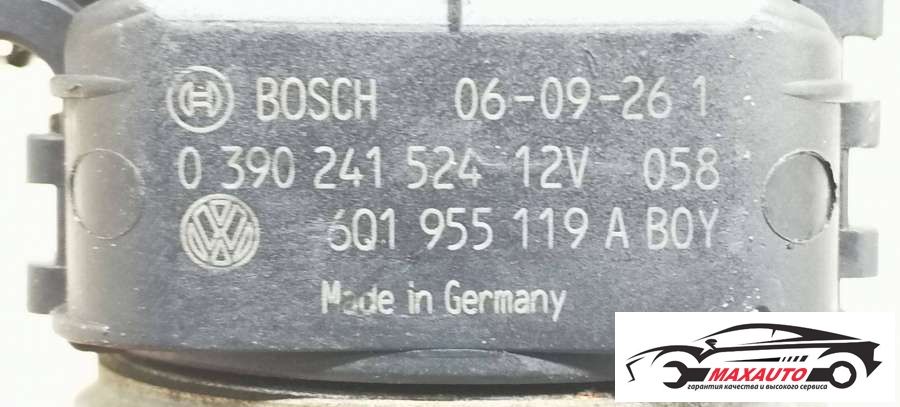 BOSCH 06-09-26 1
0 390 241 524 12V 058
6Q1 955 119 A BOY
Made in Germany
MAXAUTO
гарантия качества и высокого сервиса